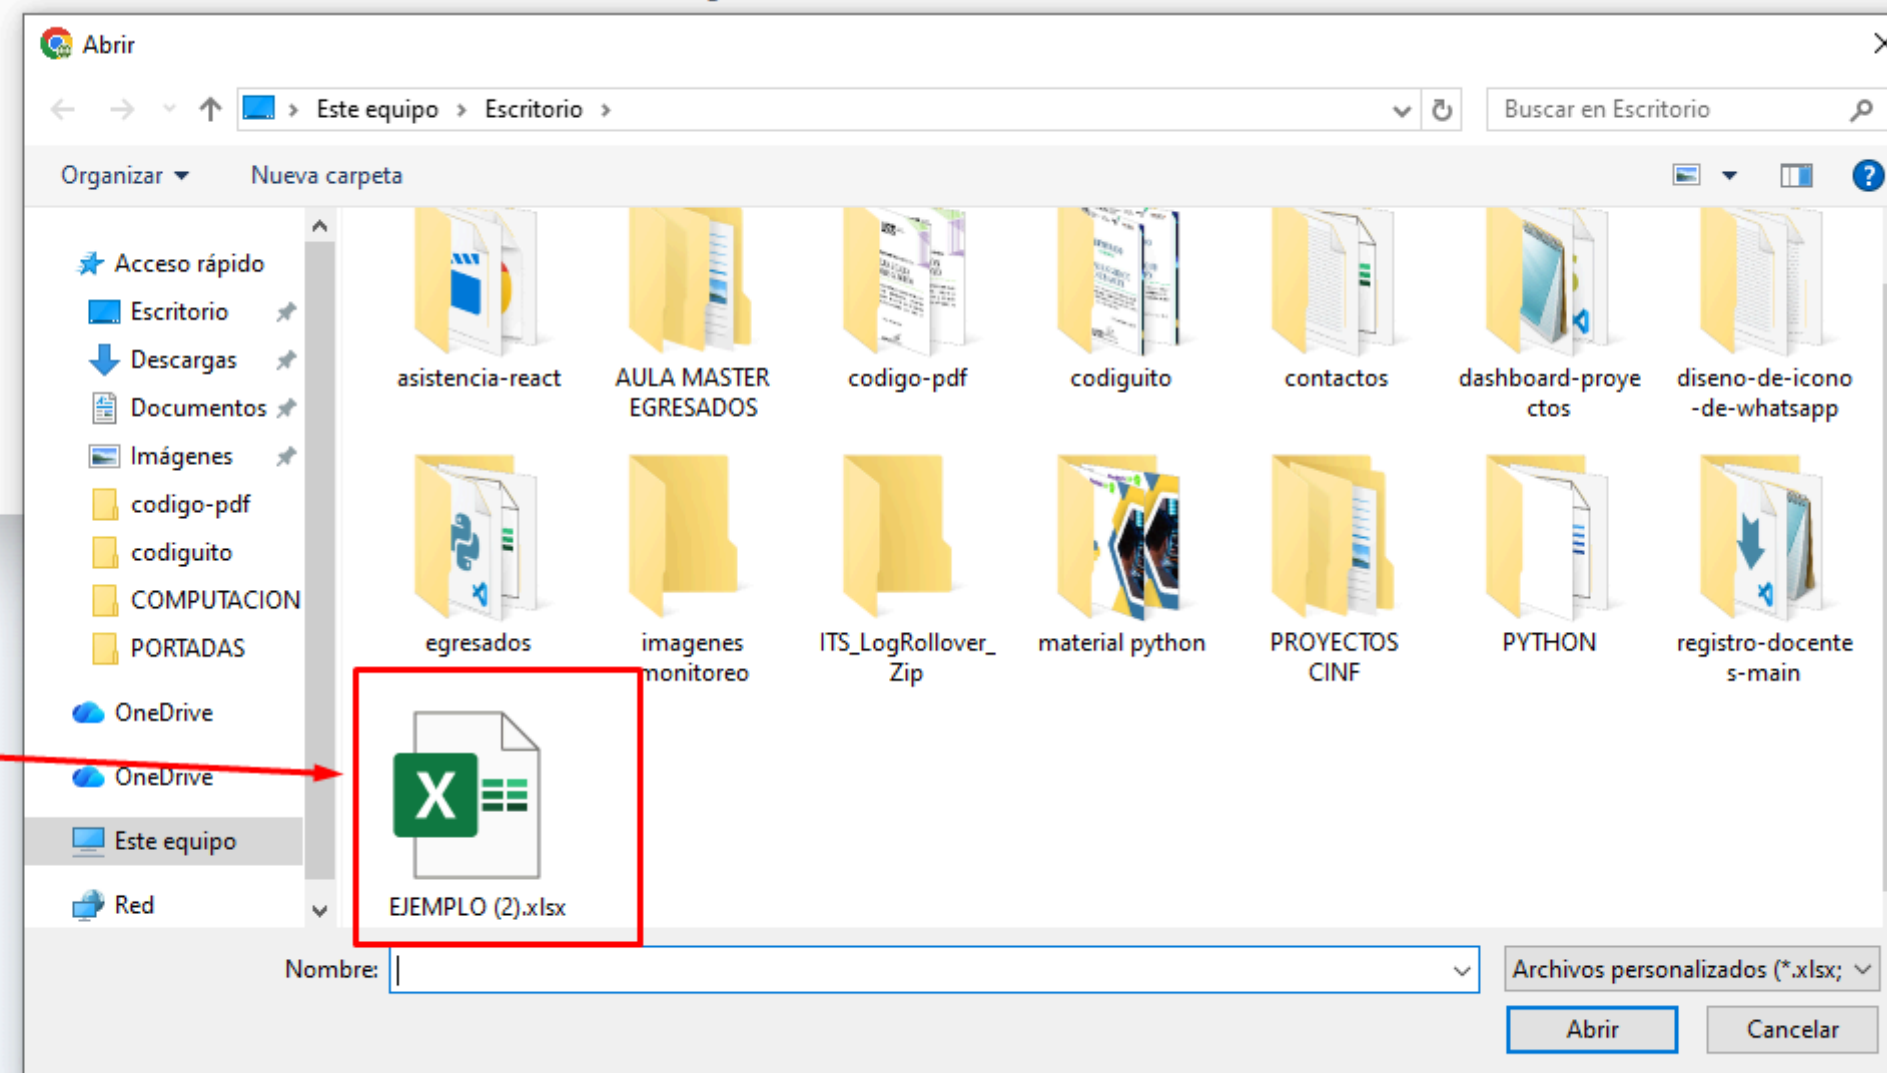 Abrir
Este equipo > Escritorio >
Buscar en Escritorio
Organizar
Nueva carpeta
?
Acceso rápido
Escritorio
Descargas
Documentos
Imágenes
codigo-pdf
codiguito
COMPUTACION
PORTADAS
OneDrive
OneDrive
Este equipo
Red
asistencia-react
AULA MASTER
EGRESADOS
codigo-pdf
codiguito
contactos
dashboard-proye
ctos
diseno-de-icono
-de-whatsapp
egresados
imagenes
monitoreo
ITS_LogRollover_
Zip
material python
PROYECTOS
CINF
PYTHON
registro-docente
s-main
X
EJEMPLO (2).xlsx
Nombre:
Archivos personalizados (*.xlsx;
Abrir
Cancelar